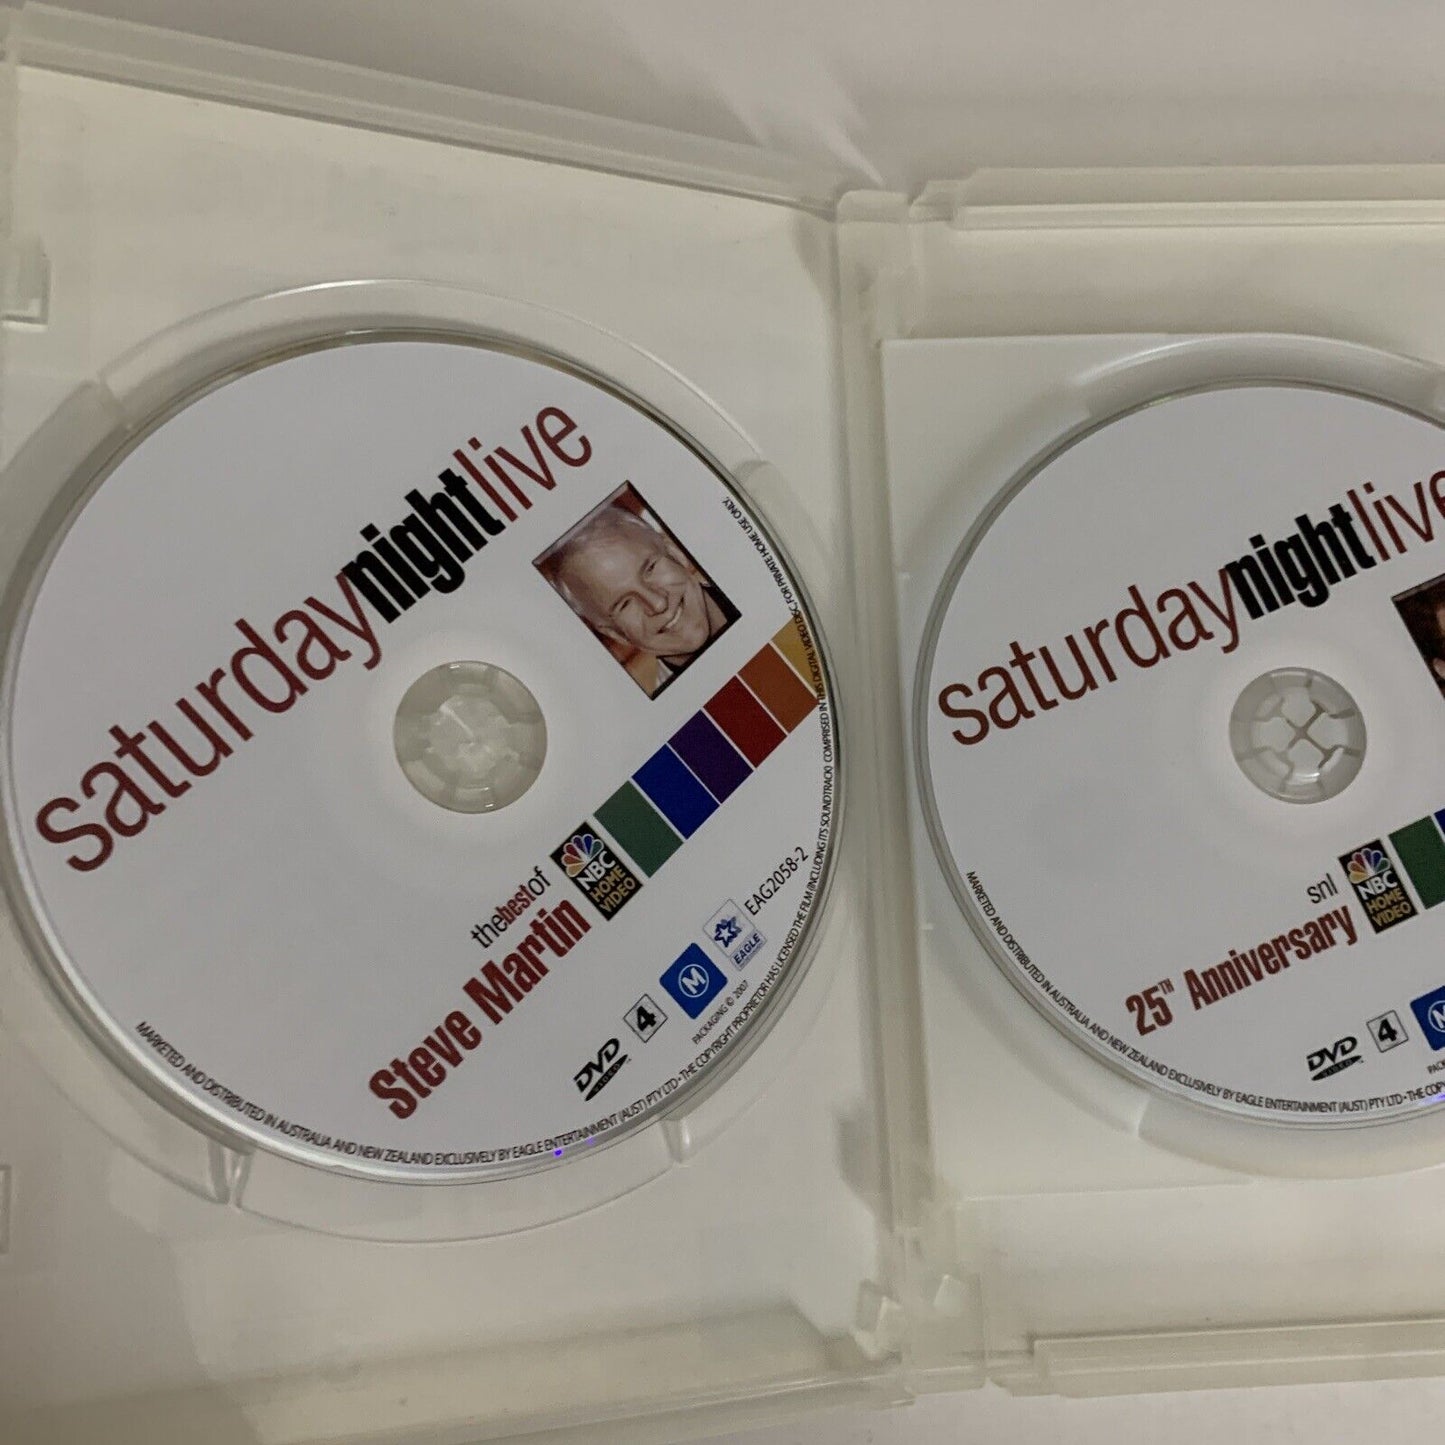 saturdaynightlive
thebestof
Steve Martin
NBC
HOME
VIDEO
EAG2058-2
EAGLE
M
4
DVD
VIDEO
PACKAGING © 2007
MARKETED AND DISTRIBUTED IN AUSTRALIA AND NEW ZEALAND EXCLUSIVELY BY EAGLE ENTERTAINMENT (AUST) PTY LTD • THE COPYRIGHT PROPRIETOR HAS LICENSED THE FILM (INCLUDING ITS SOUNDTRACK) COMPRISED IN THIS DIGITAL VIDEO DISC FOR PRIVATE HOME USE ONLY.
saturdaynightlive
snl
25TH Anniversary
NBC
HOME
VIDEO
DVD
VIDEO
4
M
MARKETED AND DISTRIBUTED IN AUSTRALIA AND NEW ZEALAND EXCLUSIVELY BY EAGLE ENTERTAINMENT (AUST) PTY LTD • THE